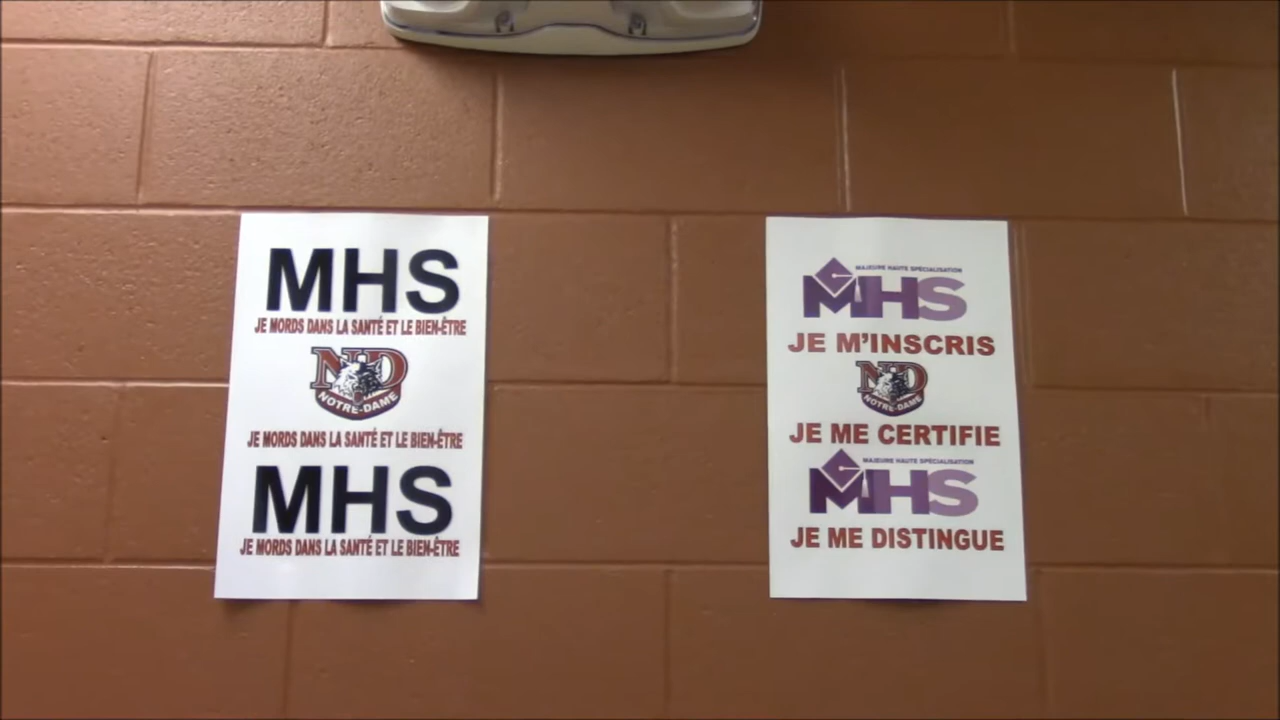 MHS
JE MORDS DANS LA SANTÉ ET LE BIEN-ÊTRE
ND
NOTRE-DAME
JE MORDS DANS LA SANTÉ ET LE BIEN-ÊTRE
MHS
JE MORDS DANS LA SANTÉ ET LE BIEN-ÊTRE
MAJEURE HAUTE SPÉCIALISATION
MHS
JE M'INSCRIS
ND
NOTRE-DAME
JE ME CERTIFIE
MAJEURE HAUTE SPÉCIALISATION
MHS
JE ME DISTINGUE